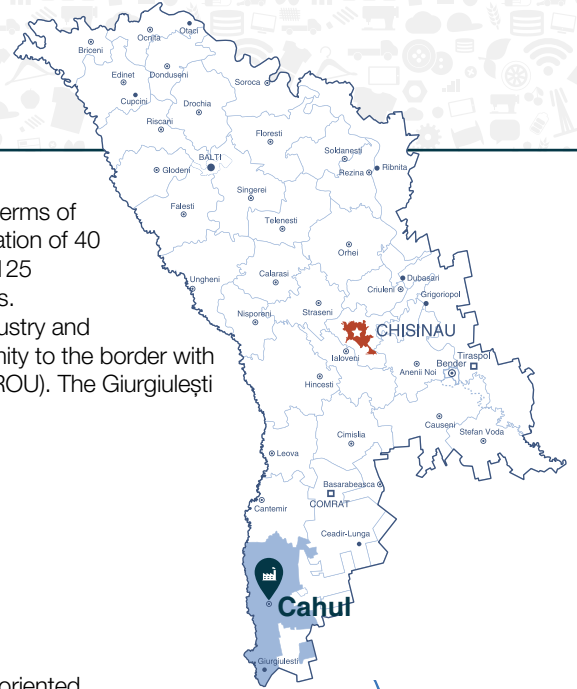 Otaci
Ocnita
Briceni
Edinet
Donduseni
Soroca
Cupcini
Drochia
Riscani
Floresti
Soldanesti
BALTI
Rezina
Ribnita
Glodeni
Singerei
erms of
Falesti
ation of 40
Telenesti
125
Orhei
s.
Ungheni
Calarasi
Dubasari
Criuleni
Grigoriopol
ustry and
Nisporeni
Straseni
CHISINAU
nity to the border with
Ialoveni
Tiraspol
Bender
Anenii Noi
ROU). The Giurgiulești
Hincesti
Causeni
Stefan Voda
Cimislia
Leova
Basarabeasca
Cantemir
COMRAT
Ceadir-Lunga
Cahul
Giurgiulesti
oriented